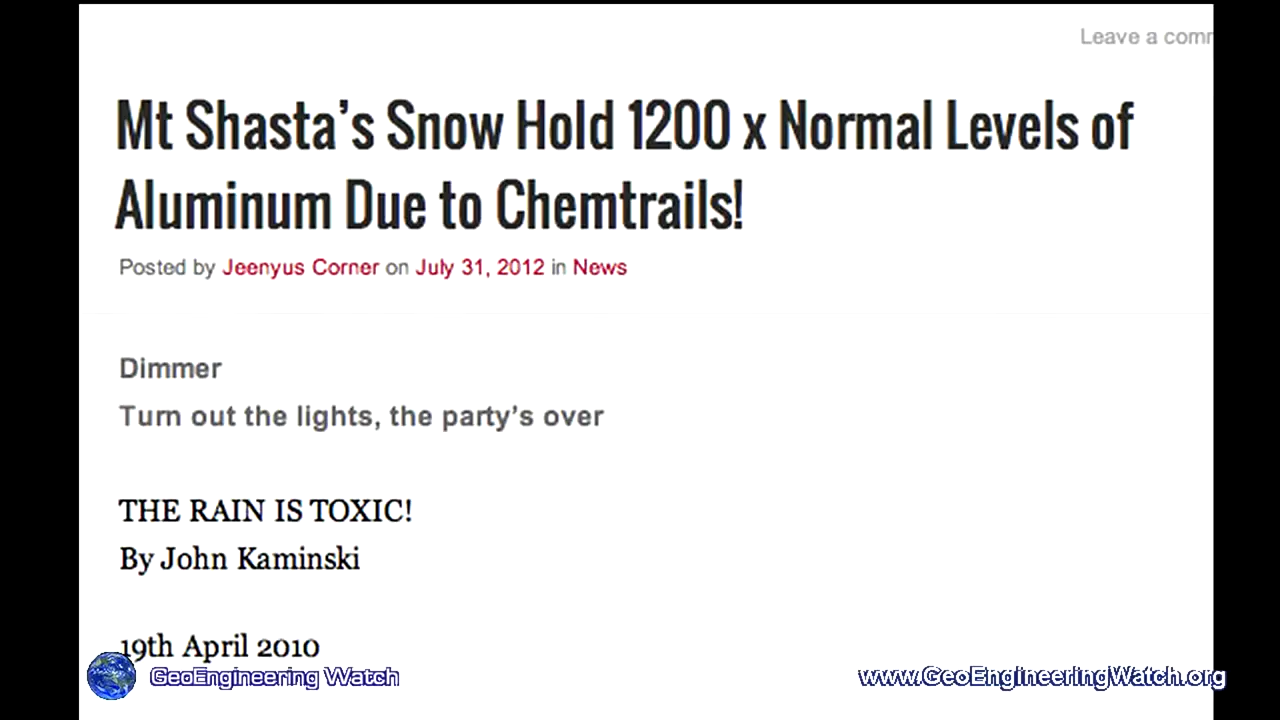 Leave a comm
Mt Shasta’s Snow Hold 1200 x Normal Levels of
Aluminum Due to Chemtrails!
Posted by Jeenyus Corner on July 31, 2012 in News
Dimmer
Turn out the lights, the party’s over
THE RAIN IS TOXIC!
By John Kaminski
19th April 2010
GeoEngineering Watch
www.GeoEngineeringWatch.org